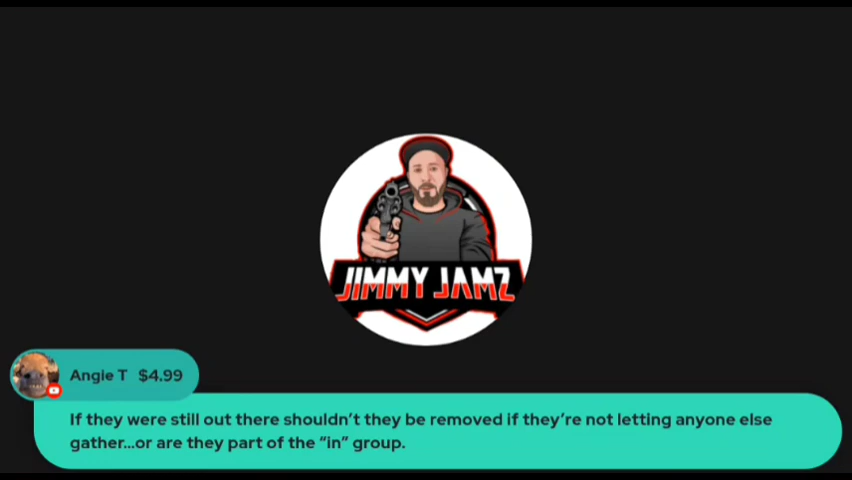 JIMMY JAMZ
Angie T $4.99
If they were still out there shouldn’t they be removed if they’re not letting anyone else
gather...or are they part of the “in” group.